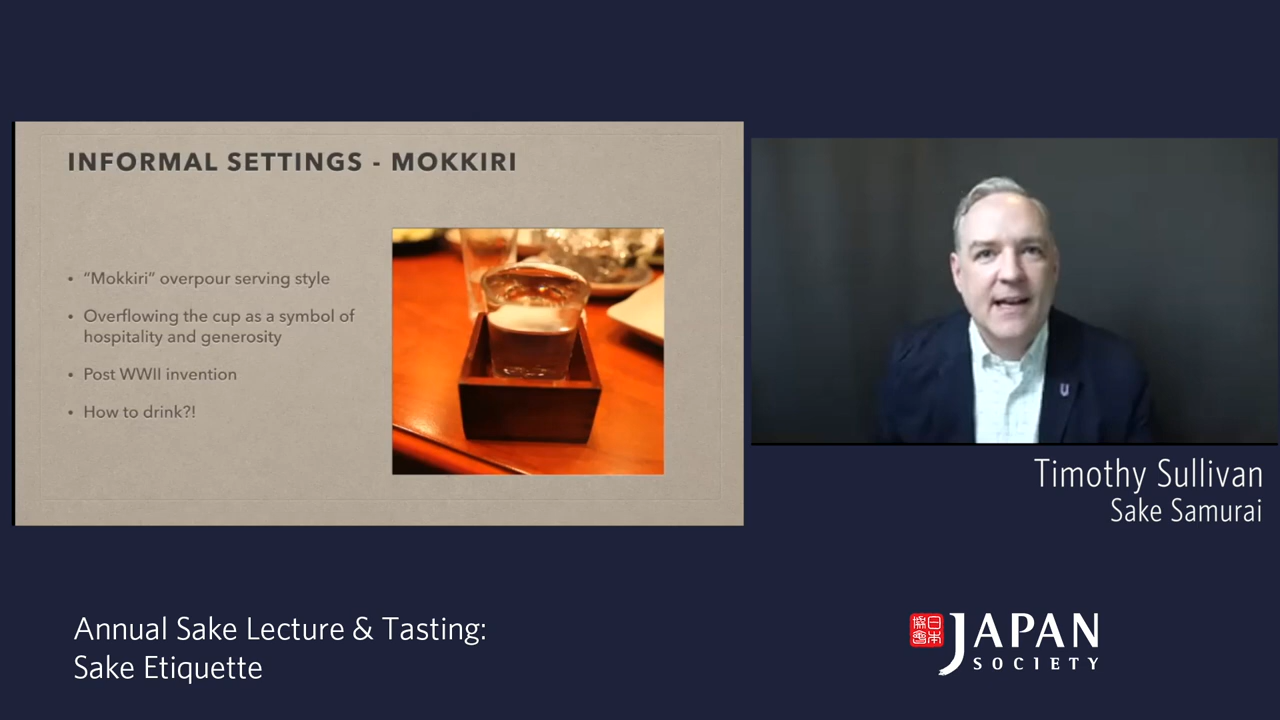 INFORMAL SETTINGS - MOKKIRI
• “Mokkiri” overpour serving style
• Overflowing the cup as a symbol of
hospitality and generosity
• Post WWII invention
• How to drink?!
U
Timothy Sullivan
Sake Samurai
Annual Sake Lecture & Tasting:
Sake Etiquette
日本協會
JAPAN
SOCIETY